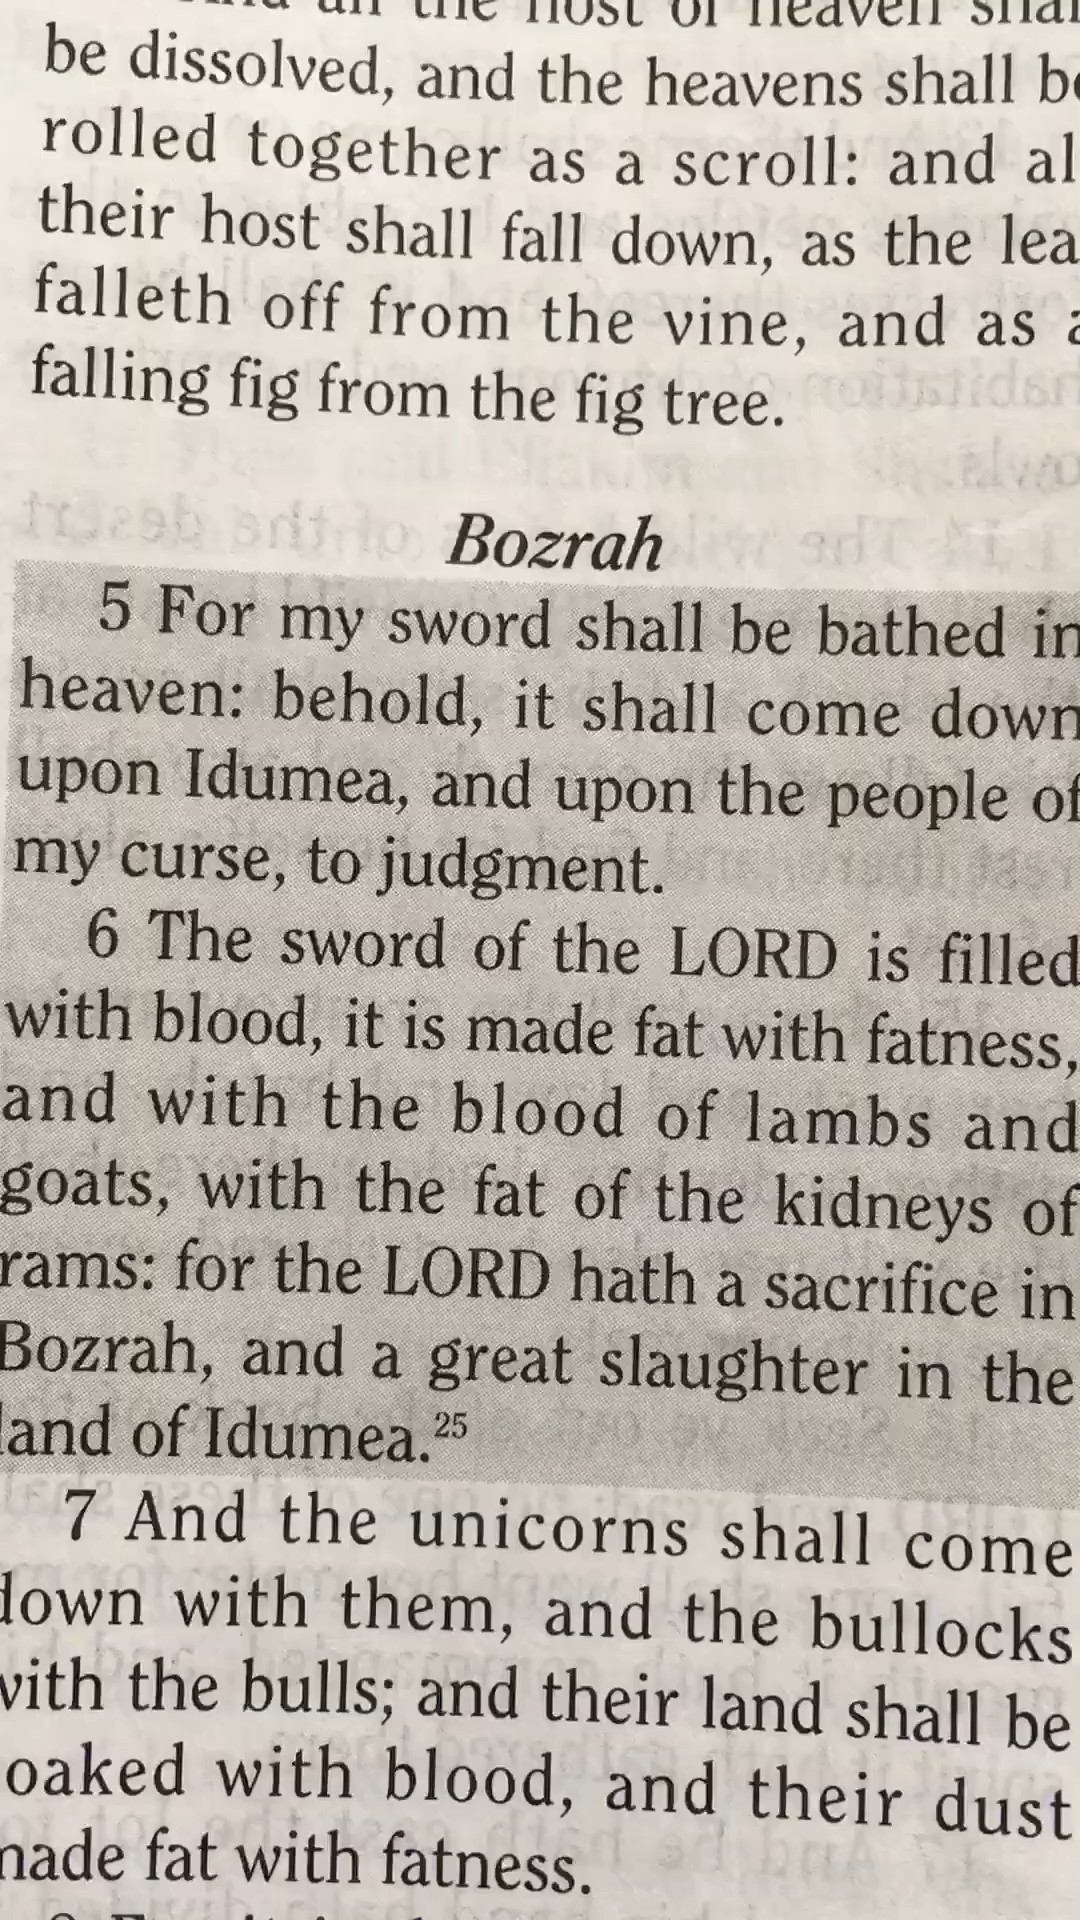 all the host of heaven
be dissolved, and the heavens shall
rolled together as a scroll: and
their host shall fall down, as the
falleth off from the vine, and as a
falling fig from the fig tree.
Bozrah
5 For my sword shall be bathed in
heaven: behold, it shall come down
upon Idumea, and upon the people of
my curse, to judgment.
6 The sword of the LORD is filled
with blood, it is made fat with fatness,
and with the blood of lambs and
goats, with the fat of the kidneys of
rams: for the LORD hath a sacrifice in
Bozrah, and a great slaughter in the
land of Idumea.25
7 And the unicorns shall come
down with them, and the bullocks
with the bulls; and their land shall be
oaked with blood, and their dust
made fat with fatness.